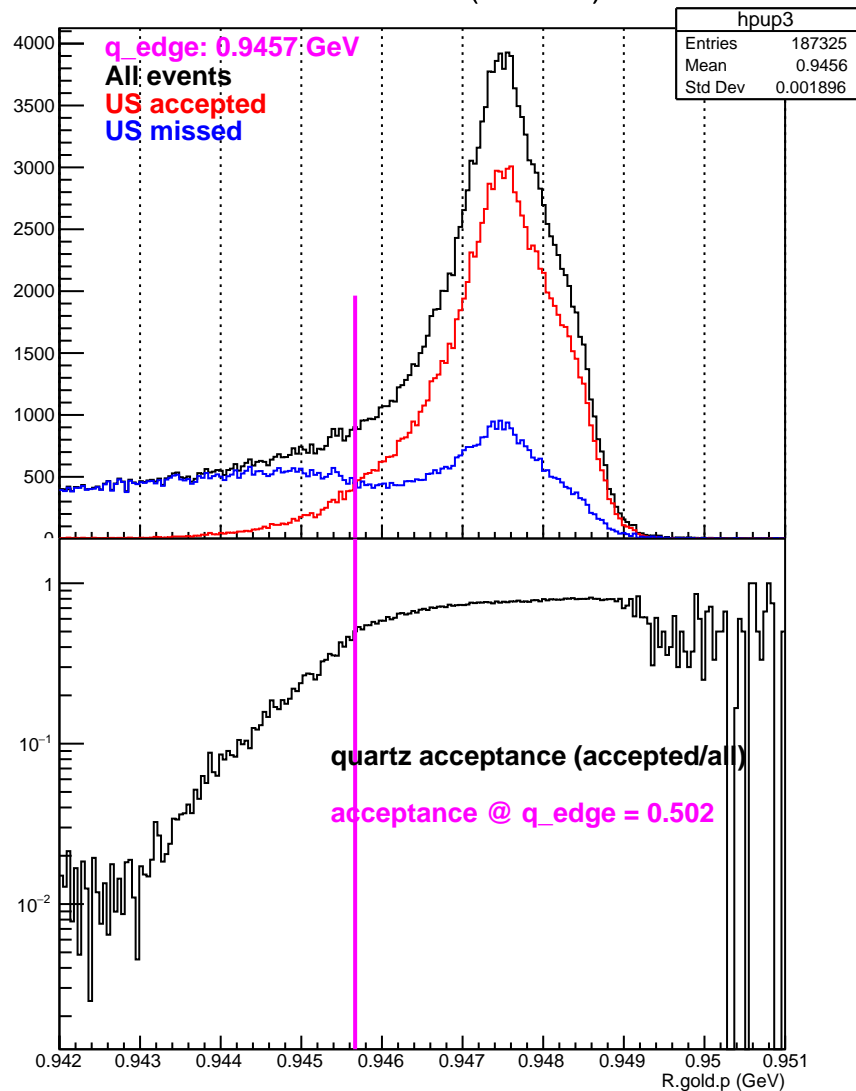 hpup3
Entries 187325
Mean 0.9456
Std Dev 0.001896
q_edge: 0.9457 GeV
All events
US accepted
US missed
4000
3500
3000
2500
2000
1500
1000
500
0
1
10⁻¹
10⁻²
quartz acceptance (accepted/all)
acceptance @ q_edge = 0.502
0.942 0.943 0.944 0.945 0.946 0.947 0.948 0.949 0.95 0.951
R.gold.p (GeV)